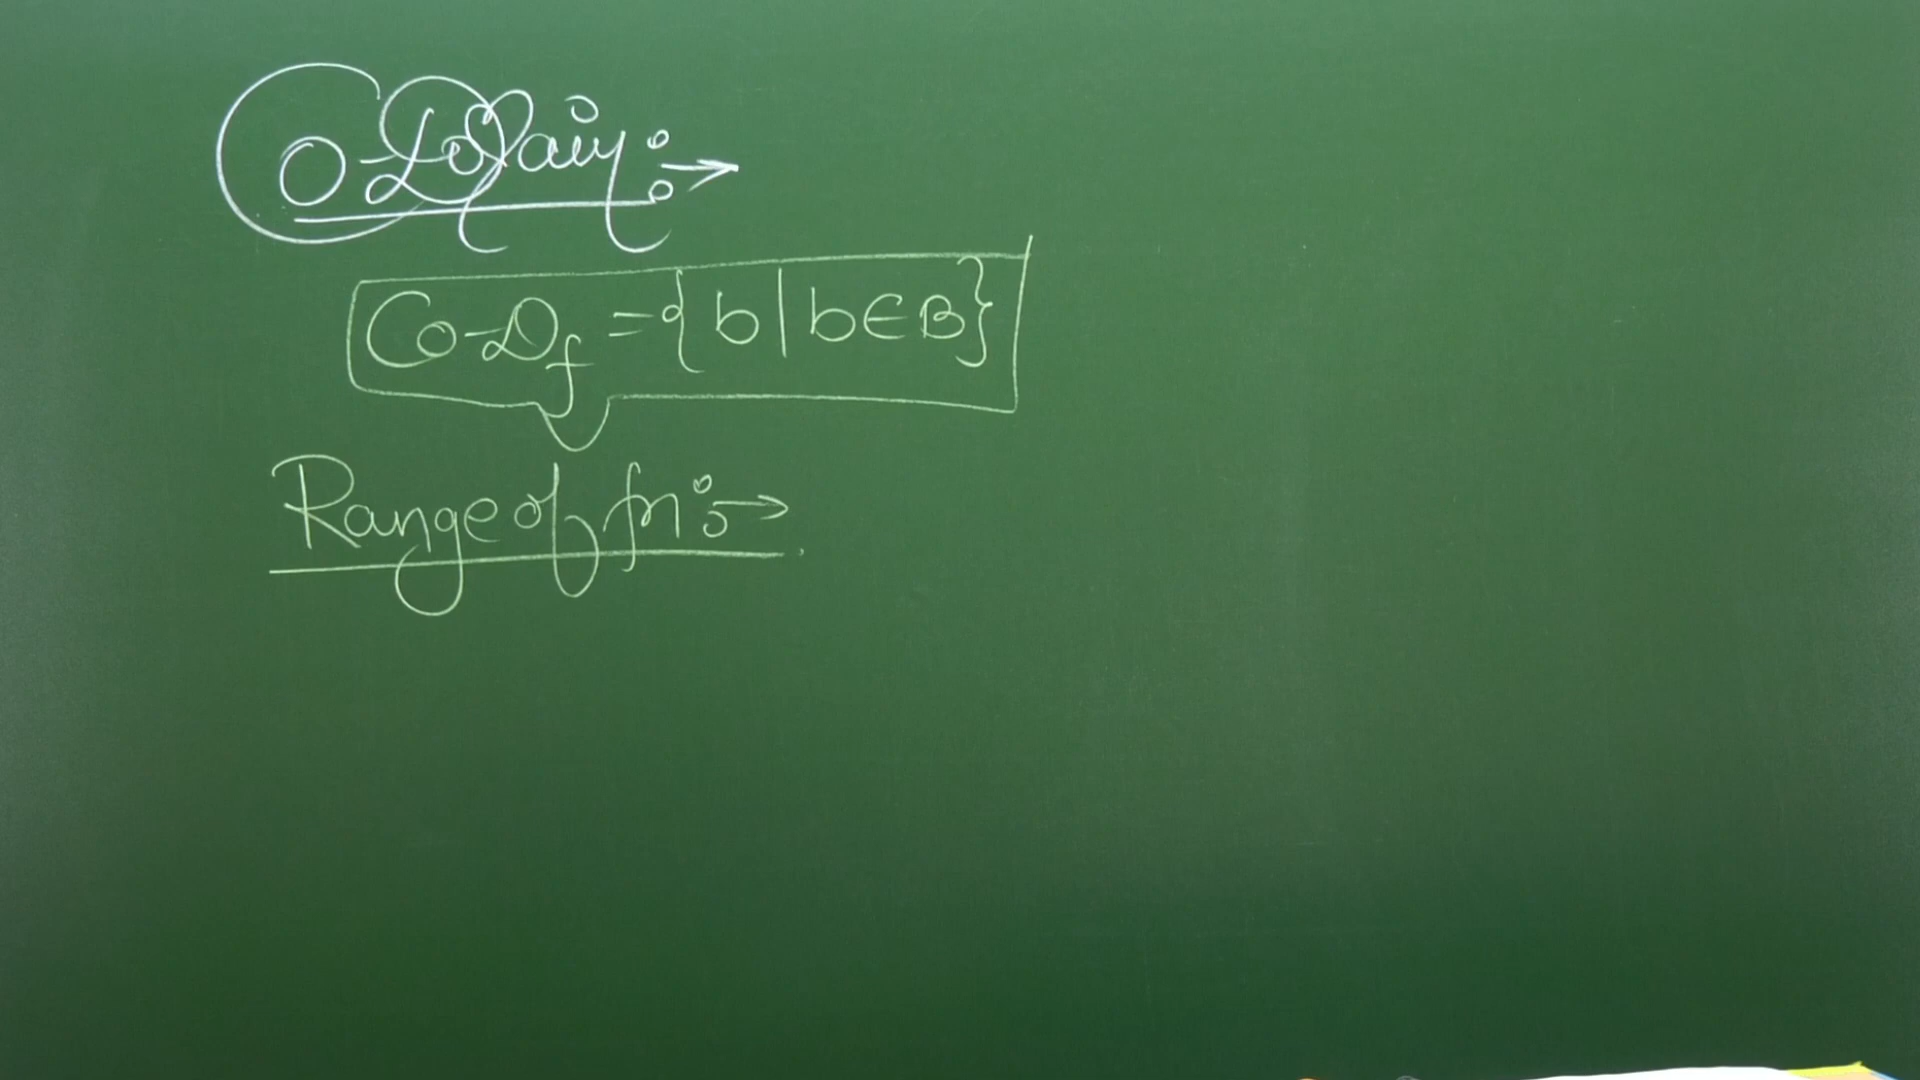 Co-Domain :→
Co-D_f = {b | b ∈ B}
Range of fn :→